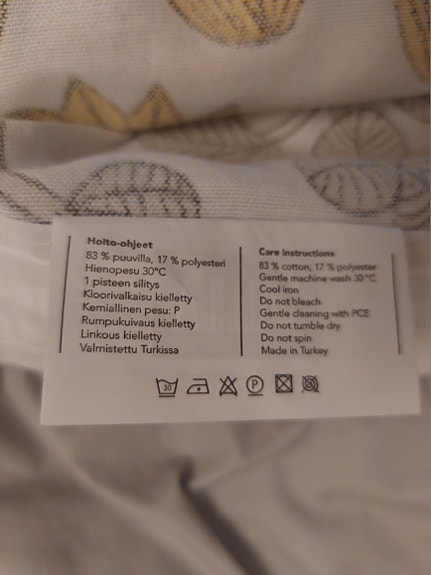 Hoito-ohjeet
83 % puuvilla, 17 % polyesteri
Hienopesu 30°C
1 pisteen silitys
Kloorivalkaisu kielletty
Kemiallinen pesu: P
Rumpukuivaus kielletty
Linkous kielletty
Valmistettu Turkissa
Care instructions
83 % cotton, 17 % polyester
Gentle machine wash 30 °C
Cool iron
Do not bleach
Gentle cleaning with PCE
Do not tumble dry
Do not spin
Made in Turkey
30 P